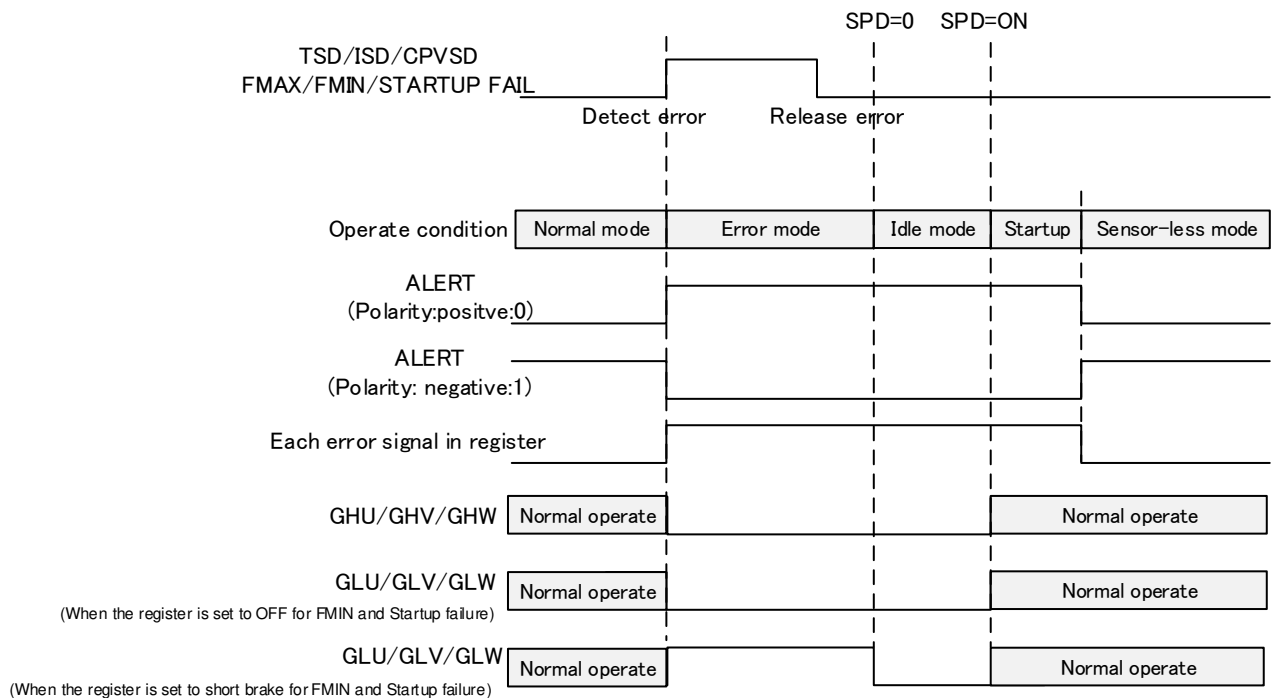 SPD=0 SPD=ON
TSD/ISD/CPVSD
FMAX/FMIN/STARTUP FAIL
Detect error Release error
Operate condition Normal mode Error mode Idle mode Startup Sensor-less mode
ALERT
(Polarity:positve:0)
ALERT
(Polarity: negative:1)
Each error signal in register
GHU/GHV/GHW Normal operate Normal operate
GLU/GLV/GLW Normal operate Normal operate
(When the register is set to OFF for FMIN and Startup failure)
GLU/GLV/GLW Normal operate Normal operate
(When the register is set to short brake for FMIN and Startup failure)